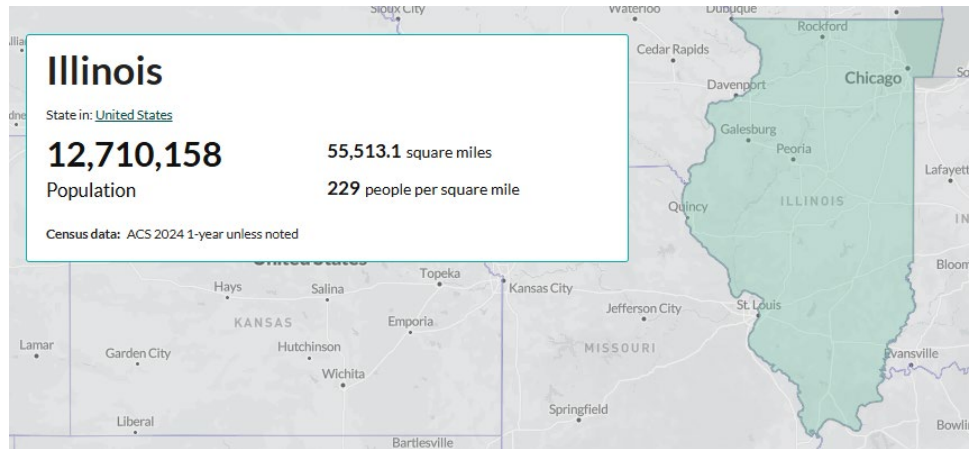 Sioux City
Waterloo
Dubuque
Rockford
Illinois
Cedar Rapids
Chicago
Davenport
State in: United States
Galesburg
12,710,158
55,513.1 square miles
Peoria
Population
229 people per square mile
Lafayett
ILLINOIS
Quincy
IN
Census data: ACS 2024 1-year unless noted
United States
Bloom
Topeka
Hays
Salina
Kansas City
Jefferson City
St. Louis
KANSAS
Emporia
Lamar
Garden City
Hutchinson
MISSOURI
Evansville
Wichita
Springfield
Liberal
Bowlin
Bartlesville